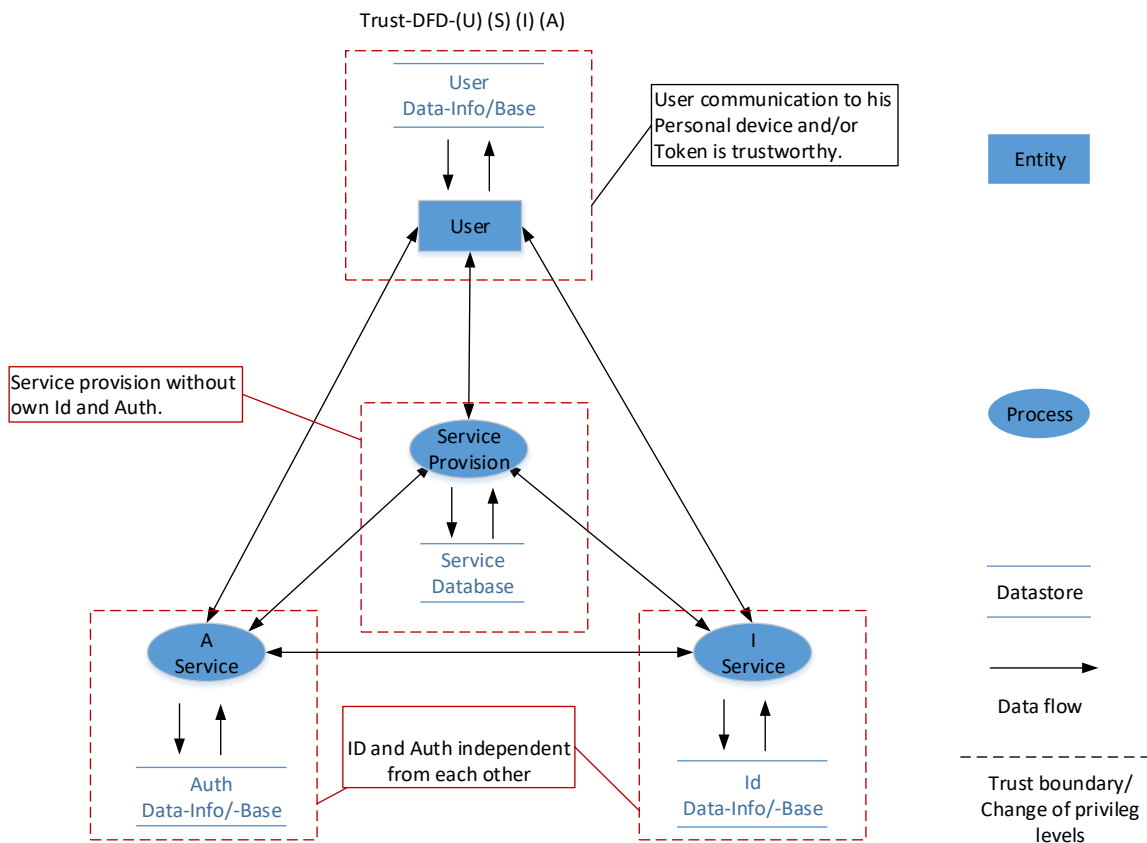 Trust-DFD-(U) (S) (I) (A)
User
Data-Info/Base
User communication to his
Personal device and/or
Token is trustworthy.
User
Entity
Service provision without
own Id and Auth.
Service
Provision
Process
Service
Database
A
Service
I
Service
Datastore
Data flow
ID and Auth independent
from each other
Auth
Data-Info/-Base
Id
Data-Info/-Base
Trust boundary/
Change of privileg
levels